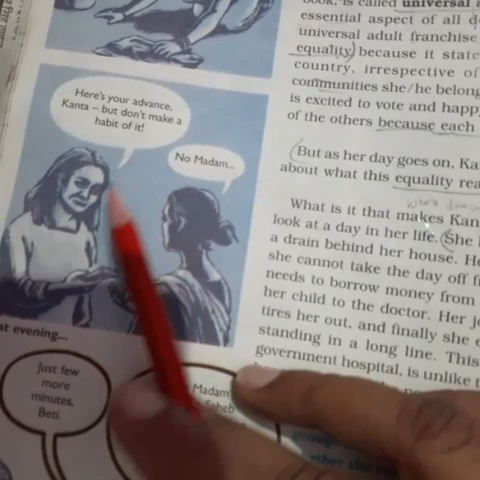 book, is called universal
essential aspect of all
universal adult franchise
equality) because it state
country, irrespective of
communities she/he belong
is excited to vote and happ
of the others because each
(But as her day goes on, Ka
about what this equality rea
What is it that makes Kan
look at a day in her life. (She
a drain behind her house. He
she cannot take the day off f
needs to borrow money from
her child to the doctor. Her j
tires her out, and finally she e
standing in a long line. This
government hospital, is unlike t
Here's your advance,
Kanta – but don't make a
habit of it!
No Madam...
at evening...
Just few
more
minutes,
Beti.
Madam
Saheb